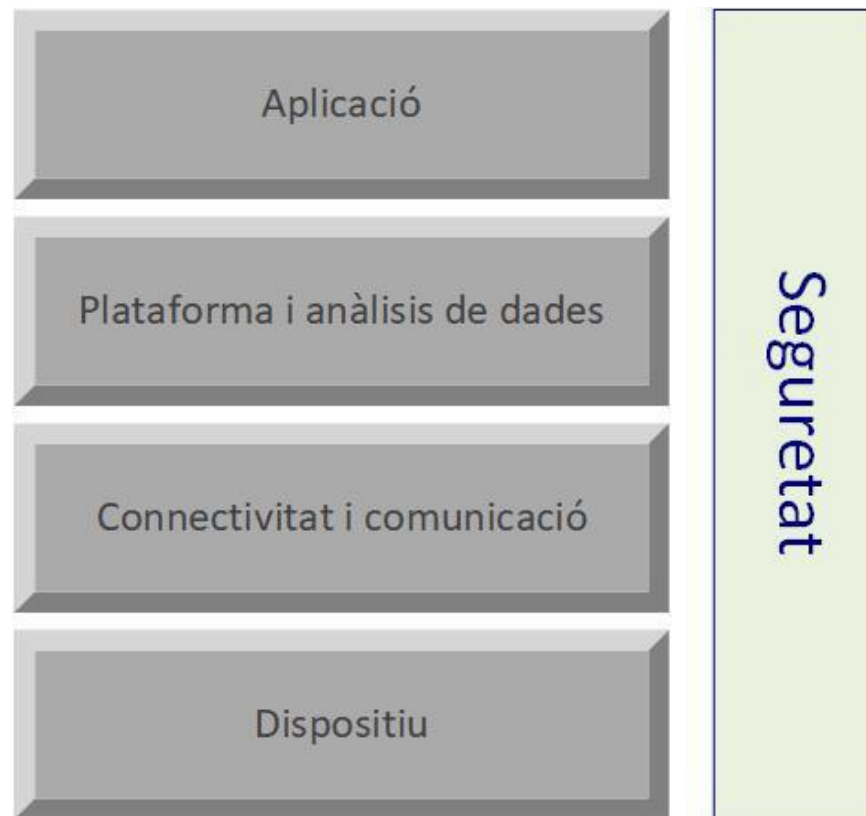 Aplicació
Plataforma i anàlisis de dades
Connectivitat i comunicació
Dispositiu
Seguretat